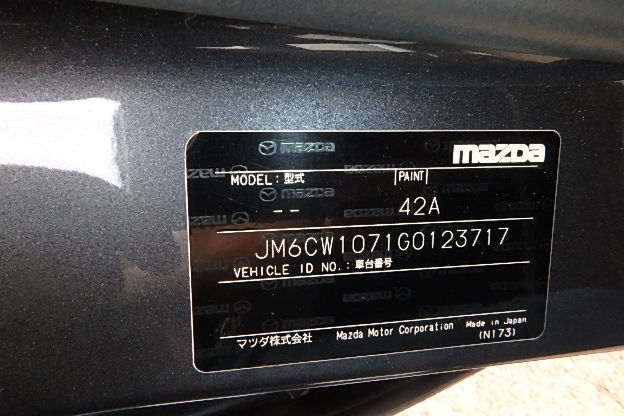 mazda
MODEL : 型式 PAINT
-- 42A
JM6CW1071G0123717
VEHICLE ID NO. : 車台番号
マツダ株式会社 Mazda Motor Corporation Made in Japan
(N173)